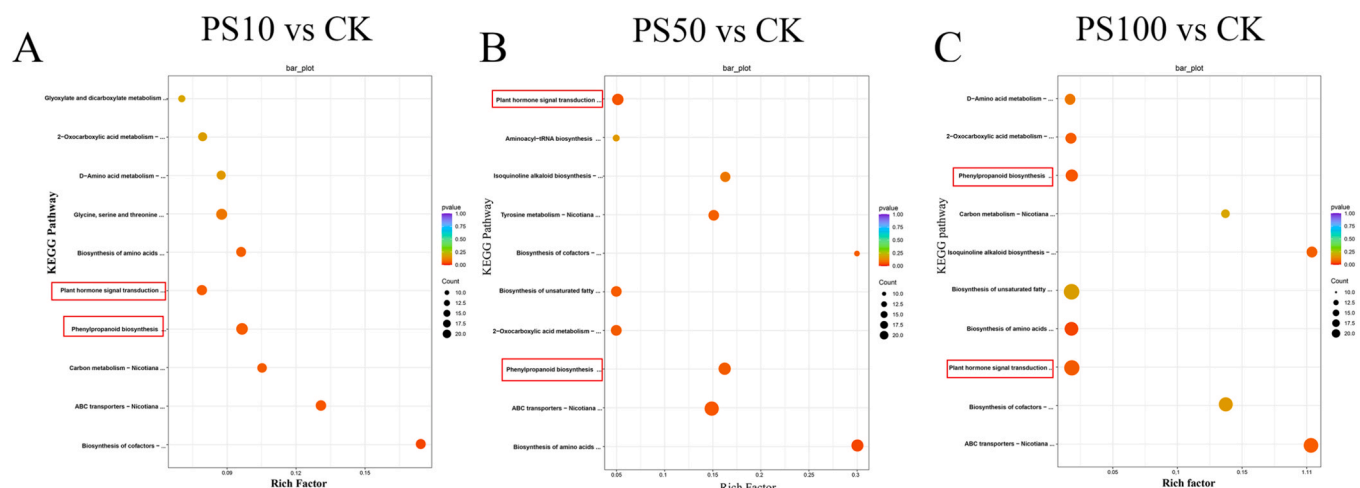 PS10 vs CK
PS50 vs CK
PS100 vs CK
A
bar_plot
KEGG Pathway
Glyoxylate and dicarboxylate metabolism ...
2−Oxocarboxylic acid metabolism − ...
D−Amino acid metabolism − ...
Glycine, serine and threonine ...
Biosynthesis of amino acids ...
Plant hormone signal transduction ...
Phenylpropanoid biosynthesis
Carbon metabolism − Nicotiana ...
ABC transporters − Nicotiana ...
Biosynthesis of cofactors − ...
0.09
0.12
0.15
Rich Factor
pvalue
1.00
0.75
0.50
0.25
0.00
Count
10.0
12.5
15.0
17.5
20.0
B
bar_plot
KEGG Pathway
Plant hormone signal transduction ...
Aminoacyl−tRNA biosynthesis ...
Isoquinoline alkaloid biosynthesis − ...
Tyrosine metabolism − Nicotiana ...
Biosynthesis of cofactors − ...
Biosynthesis of unsaturated fatty ...
2−Oxocarboxylic acid metabolism − ...
Phenylpropanoid biosynthesis ...
ABC transporters − Nicotiana ...
Biosynthesis of amino acids ...
0.05
0.1
0.15
0.2
0.25
0.3
Rich Factor
pvalue
1.00
0.75
0.50
0.25
0.00
Count
10.0
12.5
15.0
17.5
20.0
C
bar_plot
KEGG pathway
D−Amino acid metabolism − ...
2−Oxocarboxylic acid metabolism − ...
Phenylpropanoid biosynthesis ...
Carbon metabolism − Nicotiana ...
Isoquinoline alkaloid biosynthesis − ...
Biosynthesis of unsaturated fatty ...
Biosynthesis of amino acids ...
Plant hormone signal transduction ...
Biosynthesis of cofactors − ...
ABC transporters − Nicotiana ...
0.05
0.1
0.15
1.11
Rich factor
pvalue
1.00
0.75
0.50
0.25
0.00
Count
10.0
12.5
15.0
17.5
20.0